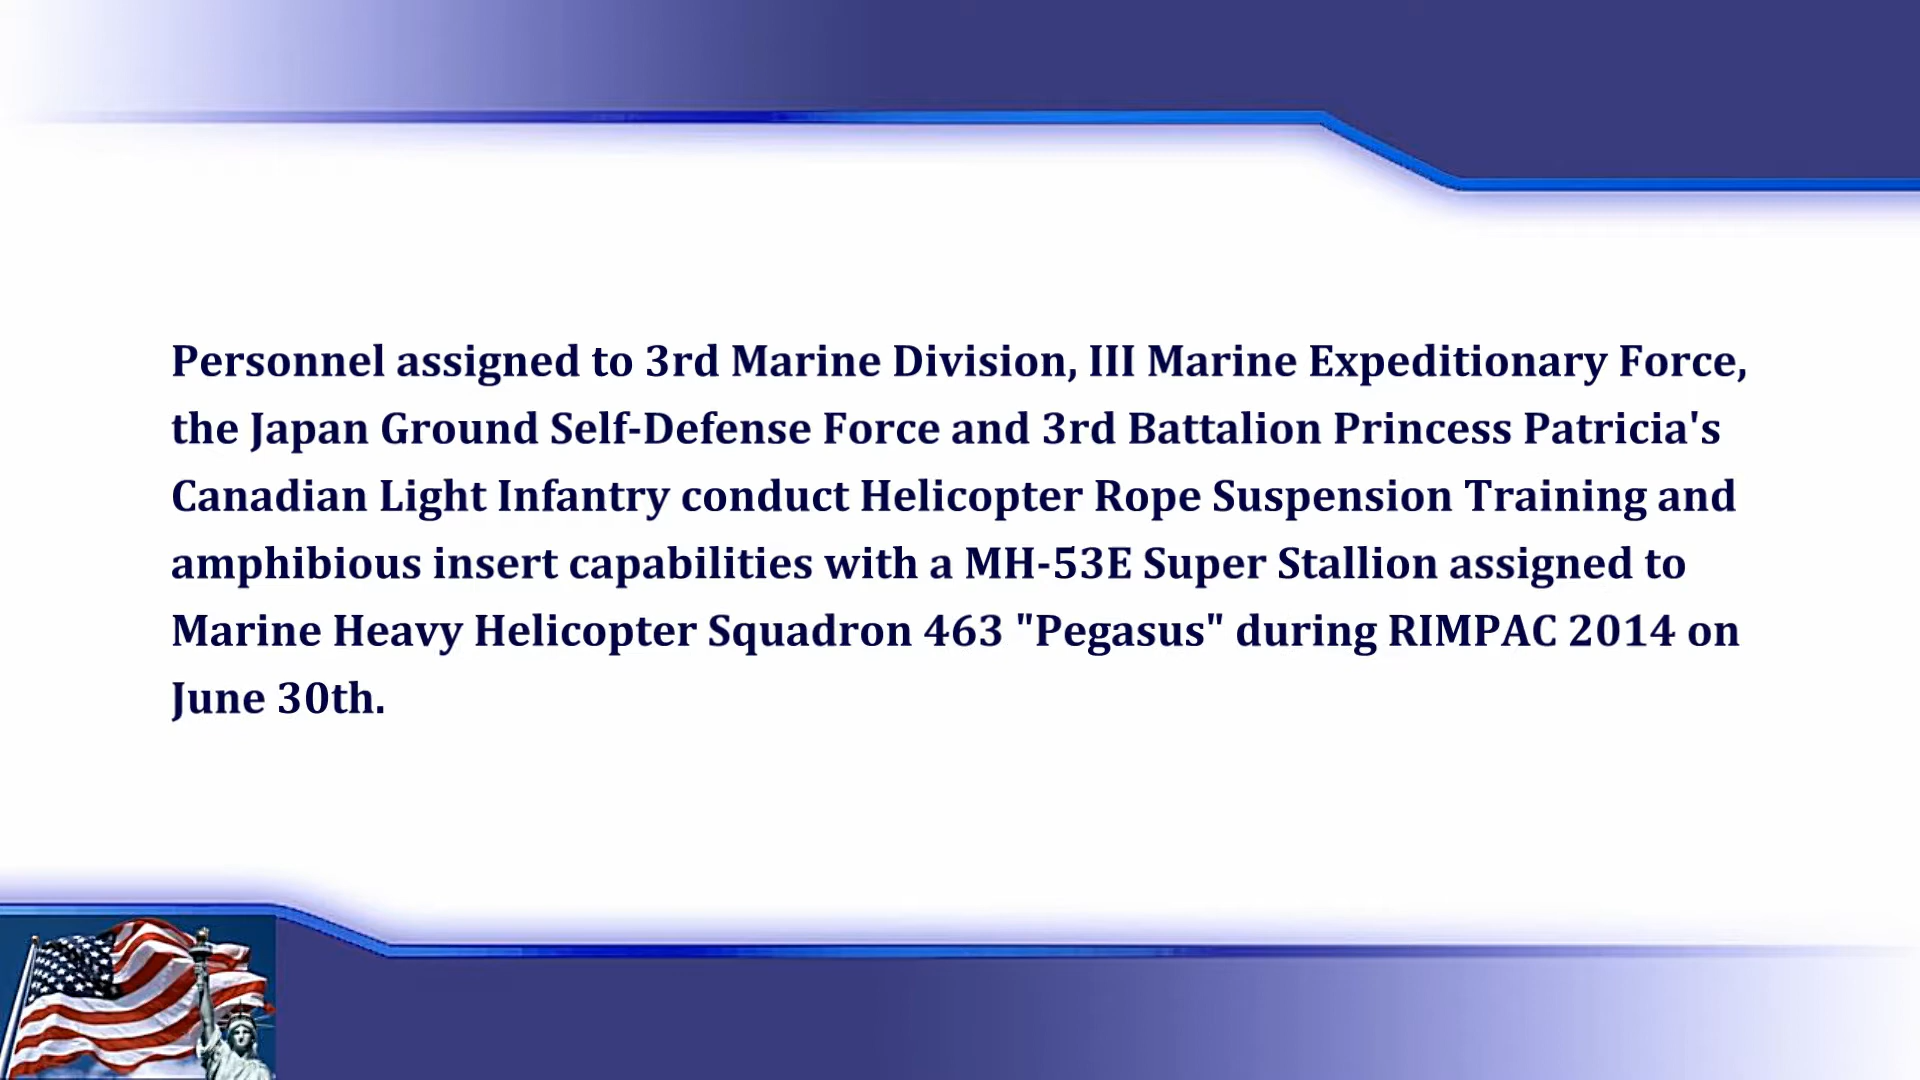 Personnel assigned to 3rd Marine Division, III Marine Expeditionary Force,
the Japan Ground Self-Defense Force and 3rd Battalion Princess Patricia's
Canadian Light Infantry conduct Helicopter Rope Suspension Training and
amphibious insert capabilities with a MH-53E Super Stallion assigned to
Marine Heavy Helicopter Squadron 463 "Pegasus" during RIMPAC 2014 on
June 30th.